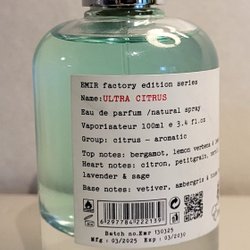 EMIR factory edition series
Name:ULTRA CITRUS
Eau de parfum /natural spray
Vaporisateur 100ml e 3.4 fl.oz
Group: citrus - aromatic
Top notes: bergamot, lemon verbena &
Heart notes: citron, petitgrain,
lavender & sage
Base notes: vetiver, ambergris &
6297784222139
Batch no.Emr 130325
Mfg : 03/2025 Exp : 03/2030